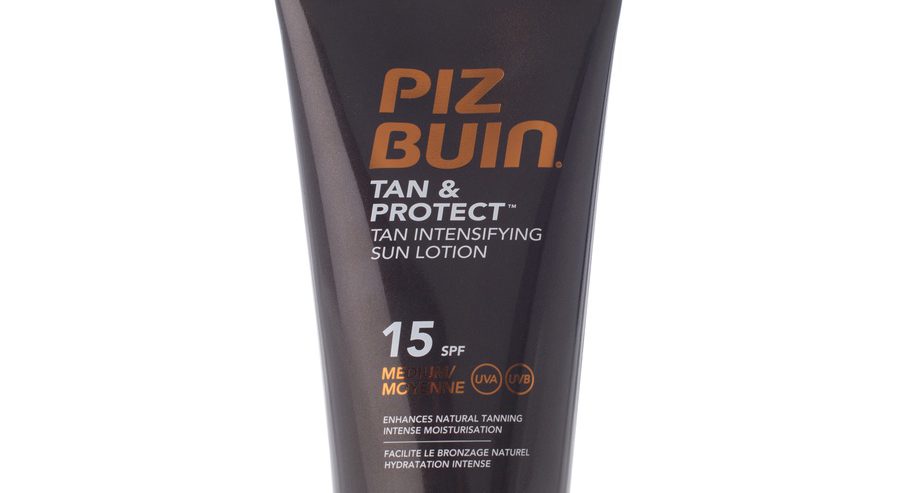 PIZ
BUIN®
TAN &
PROTECT™
TAN INTENSIFYING
SUN LOTION
15 SPF
MEDIUM/
MOYENNE
UVA UVB
ENHANCES NATURAL TANNING
INTENSE MOISTURISATION
FACILITE LE BRONZAGE NATUREL
HYDRATATION INTENSE